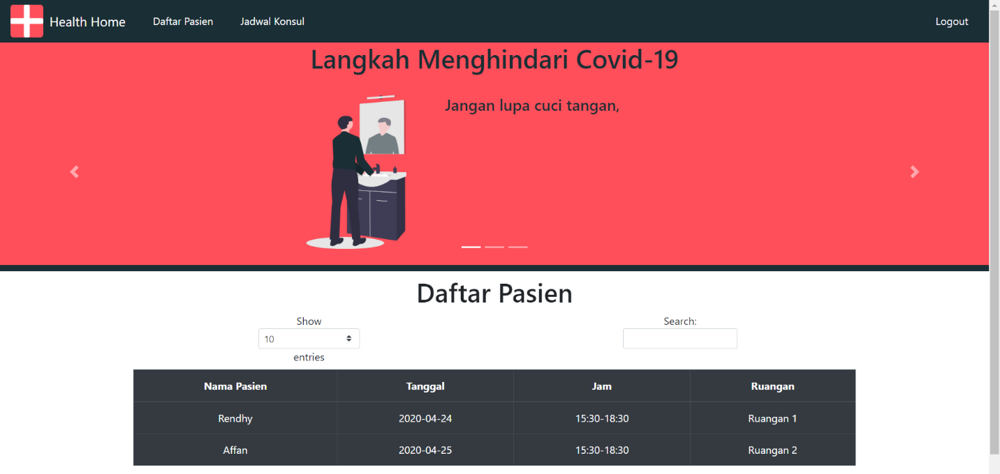 Health Home Daftar Pasien Jadwal Konsul Logout
Langkah Menghindari Covid-19
Jangan lupa cuci tangan,
Daftar Pasien
Show Search:
10
entries
Nama Pasien Tanggal Jam Ruangan
Rendhy 2020-04-24 15:30-18:30 Ruangan 1
Affan 2020-04-25 15:30-18:30 Ruangan 2